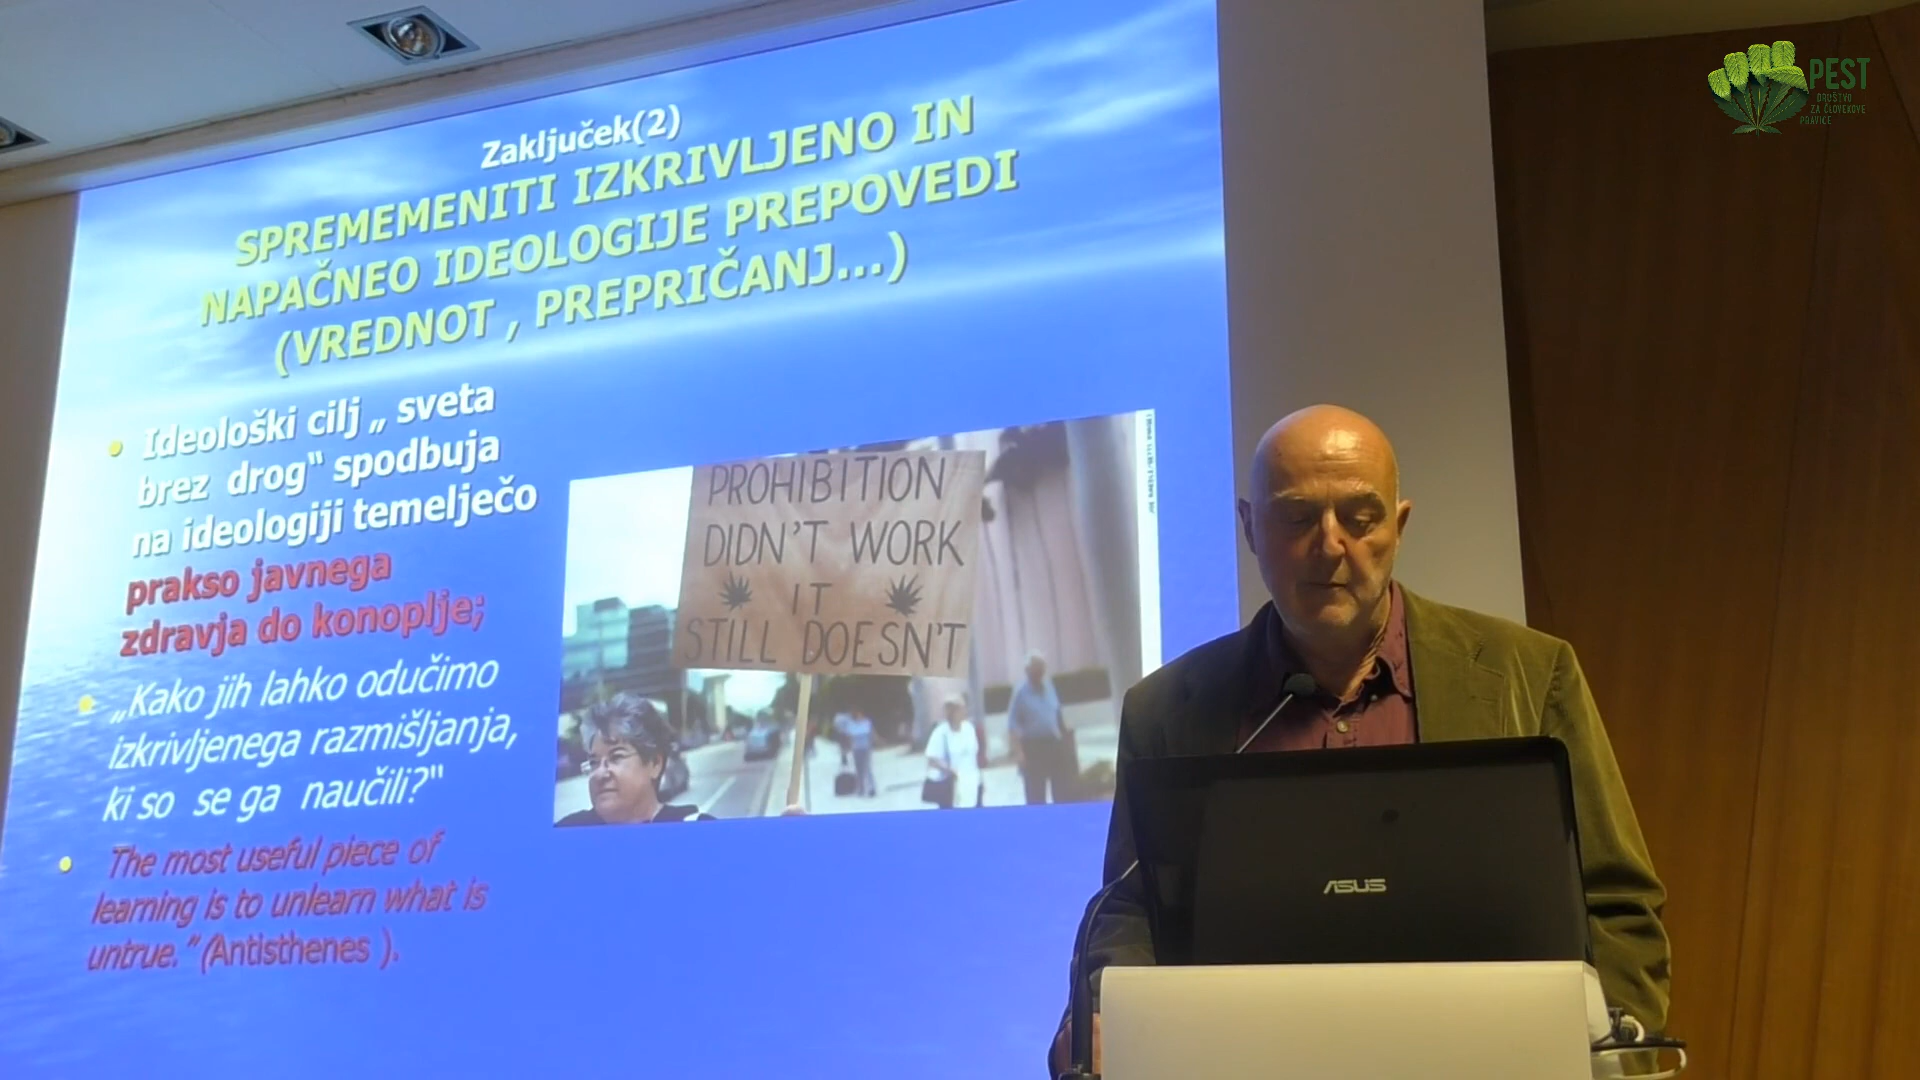 Zaključek(2)
SPREMEMENITI IZKRIVLJENO IN
NAPAČNEO IDEOLOGIJE PREPOVEDI
(VREDNOT , PREPRIČANJ...)
• Ideološki cilj „ sveta
brez drog“ spodbuja
na ideologiji temelječo
prakso javnega
zdravja do konoplje;
• „Kako jih lahko odučimo
izkrivljenega razmišljanja,
ki so se ga naučili?“
• The most useful piece of
learning is to unlearn what is
untrue.” (Antisthenes ).
PROHIBITION
DIDN'T WORK
IT
STILL DOESN'T
PEST
DRUŠTVO
ZA ČLOVEKOVE
PRAVICE
ASUS